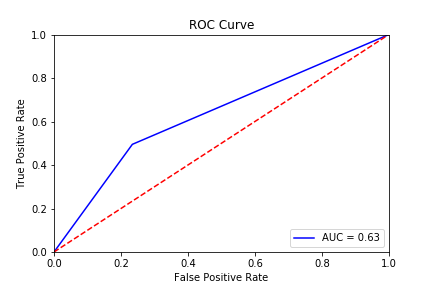 ROC Curve
True Positive Rate
1.0
0.8
0.6
0.4
0.2
0.0
0.0 0.2 0.4 0.6 0.8 1.0
False Positive Rate
AUC = 0.63